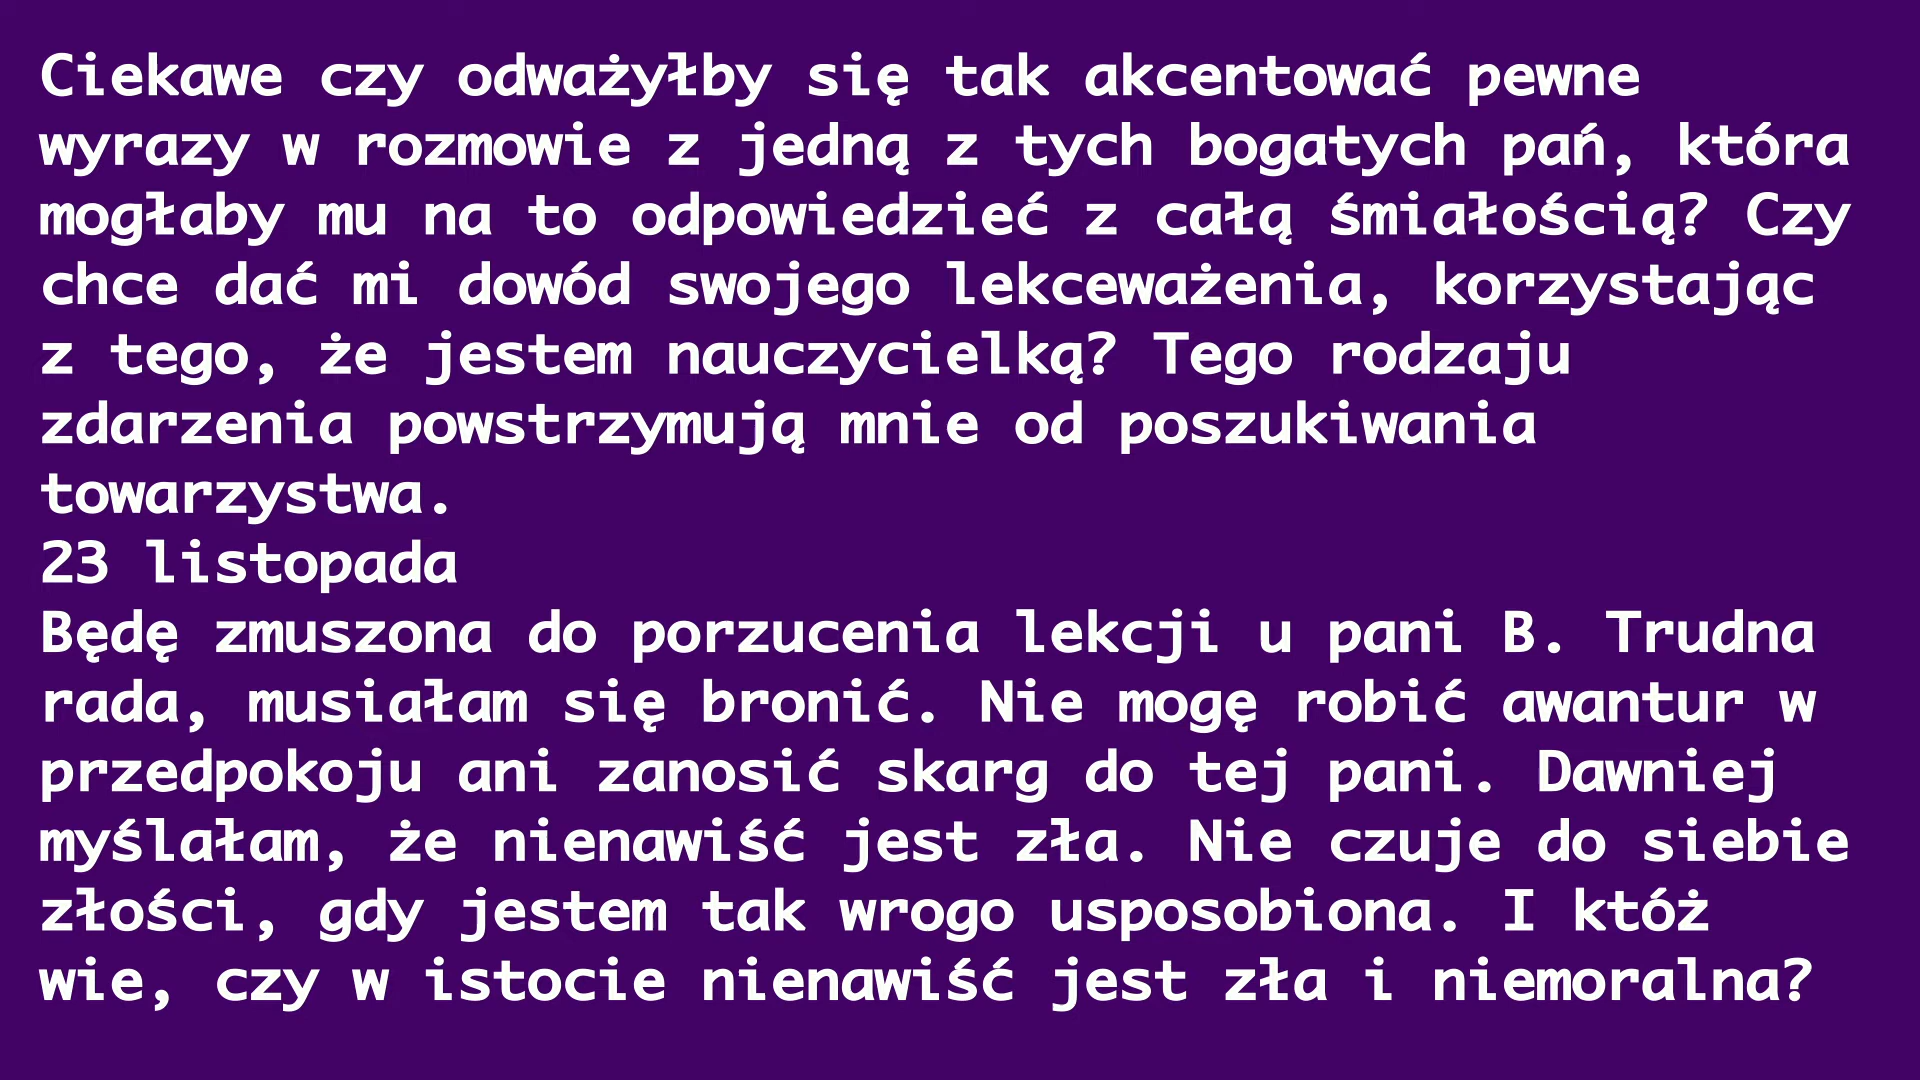 Ciekawe czy odważyłby się tak akcentować pewne
wyrazy w rozmowie z jedną z tych bogatych pań, która
mogłaby mu na to odpowiedzieć z całą śmiałością? Czy
chce dać mi dowód swojego lekceważenia, korzystając
z tego, że jestem nauczycielką? Tego rodzaju
zdarzenia powstrzymują mnie od poszukiwania
towarzystwa.
23 listopada
Będę zmuszona do porzucenia lekcji u pani B. Trudna
rada, musiałam się bronić. Nie mogę robić awantur w
przedpokoju ani zanosić skarg do tej pani. Dawniej
myślałam, że nienawiść jest zła. Nie czuje do siebie
złości, gdy jestem tak wrogo usposobiona. I któż
wie, czy w istocie nienawiść jest zła i niemoralna?